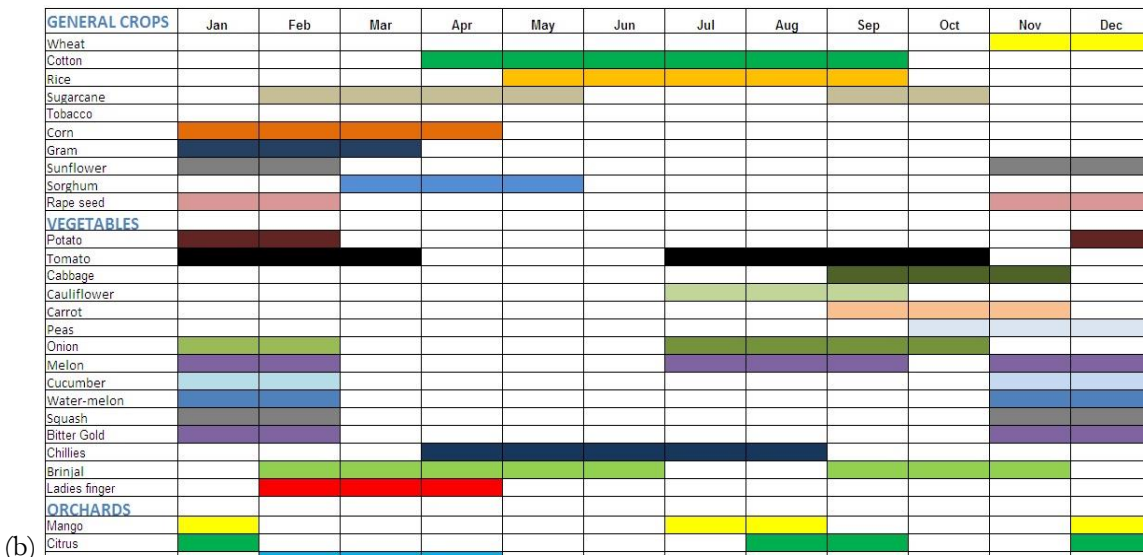 GENERAL CROPS Jan Feb Mar Apr May Jun Jul Aug Sep Oct Nov Dec
Wheat
Cotton
Rice
Sugarcane
Tobacco
Corn
Gram
Sunflower
Sorghum
Rape seed
VEGETABLES
Potato
Tomato
Cabbage
Cauliflower
Carrot
Peas
Onion
Melon
Cucumber
Water-melon
Squash
Bitter Gold
Chillies
Brinjal
Ladies finger
ORCHARDS
Mango
Citrus
(b)